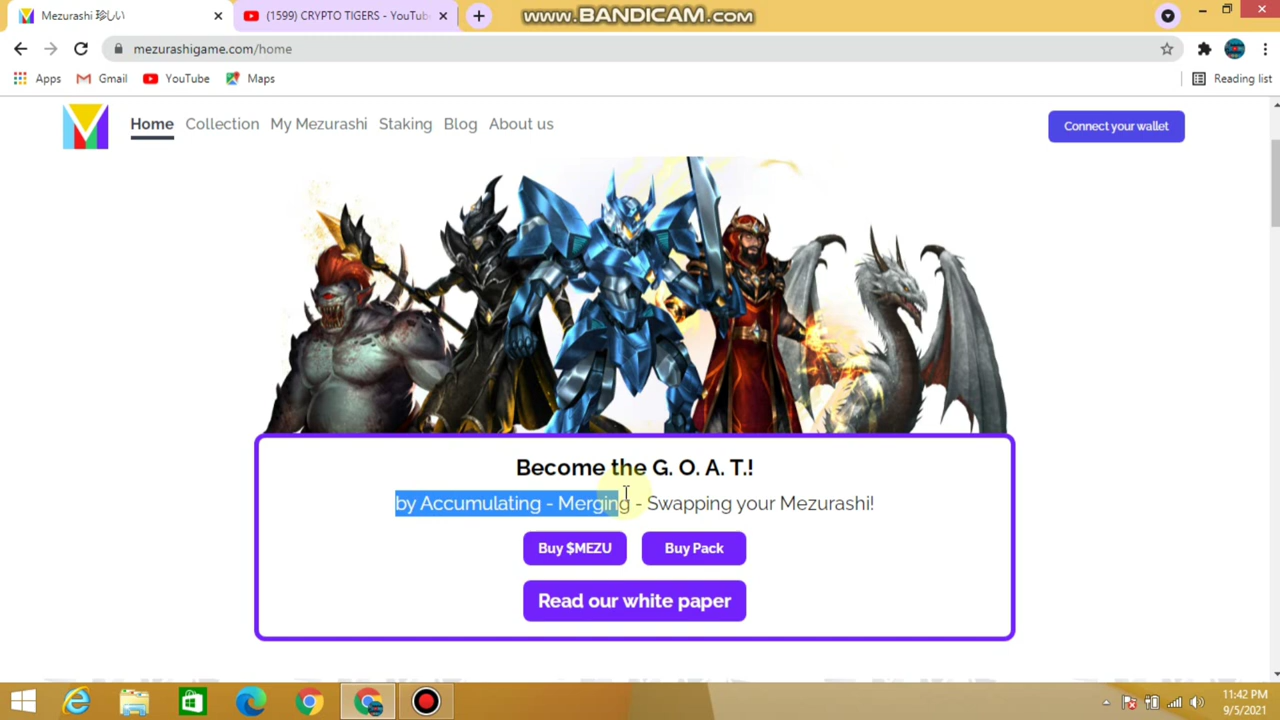 Mezurashi 珍しい
(1599) CRYPTO TIGERS - YouTub
www.BANDICAM.com
mezurashigame.com/home
Apps
Gmail
YouTube
Maps
Reading list
Home
Collection
My Mezurashi
Staking
Blog
About us
Connect your wallet
Become the G. O. A. T.!
by Accumulating - Merging - Swapping your Mezurashi!
Buy $MEZU
Buy Pack
Read our white paper
11:42 PM
9/5/2021